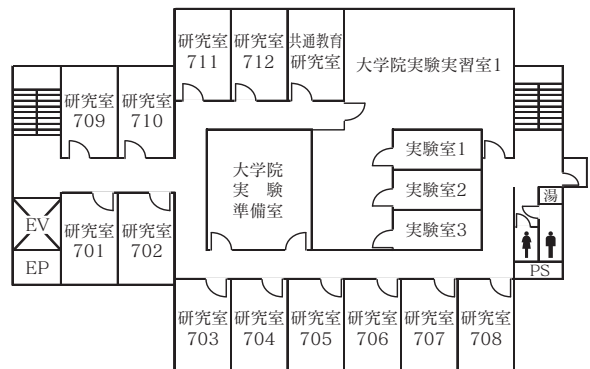 研究室
711
研究室
712
共通教育
研究室
大学院実験実習室1
研究室
709
研究室
710
大学院
実　験
準備室
実験室1
実験室2
実験室3
湯
EV
EP
研究室
701
研究室
702
PS
研究室
703
研究室
704
研究室
705
研究室
706
研究室
707
研究室
708